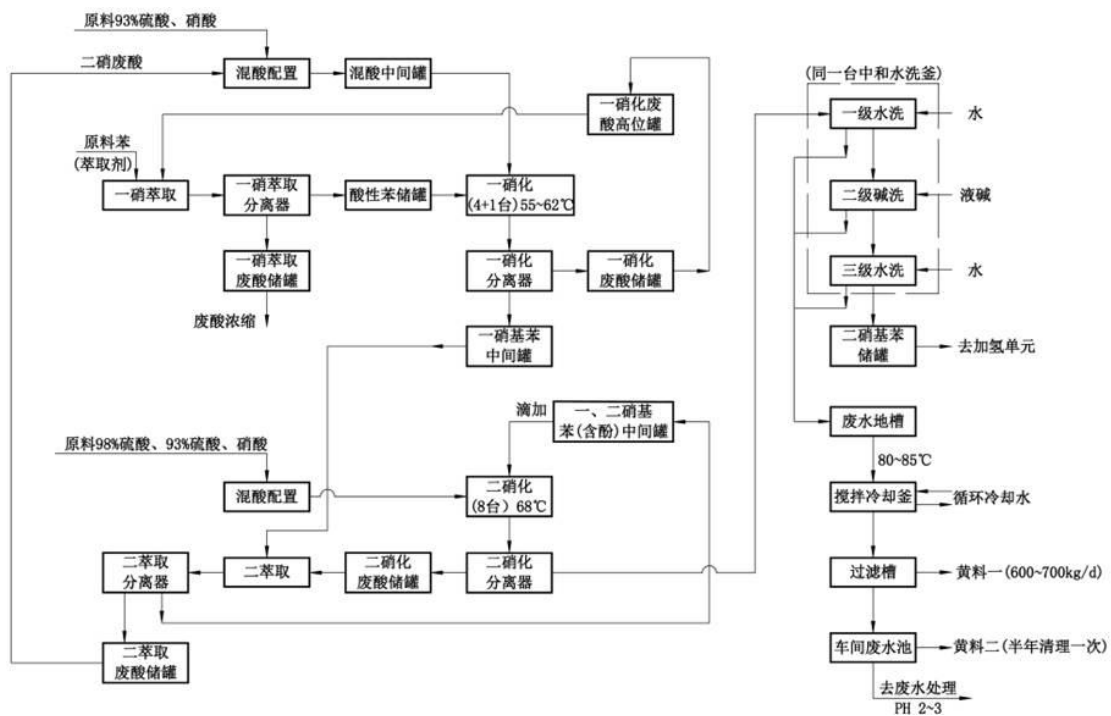 原料93%硫酸、硝酸
二硝废酸
混酸配置
混酸中间罐
(同一台中和水洗釜)
一硝化废
酸高位罐
一级水洗
水
原料苯
(萃取剂)
一硝萃取
一硝萃取
分离器
酸性苯储罐
一硝化
(4+1台)55~62℃
二级碱洗
液碱
一硝萃取
废酸储罐
一硝化
分离器
一硝化
废酸储罐
三级水洗
水
废酸浓缩
一硝基苯
中间罐
二硝基苯
储罐
去加氢单元
滴加
一、二硝基
苯(含酚)中间罐
废水地槽
原料98%硫酸、93%硫酸、硝酸
80~85℃
混酸配置
二硝化
(8台) 68℃
搅拌冷却釜
循环冷却水
二萃取
分离器
二萃取
二硝化
废酸储罐
二硝化
分离器
过滤槽
黄料一(600~700kg/d)
二萃取
废酸储罐
车间废水池
黄料二(半年清理一次)
去废水处理
PH 2~3